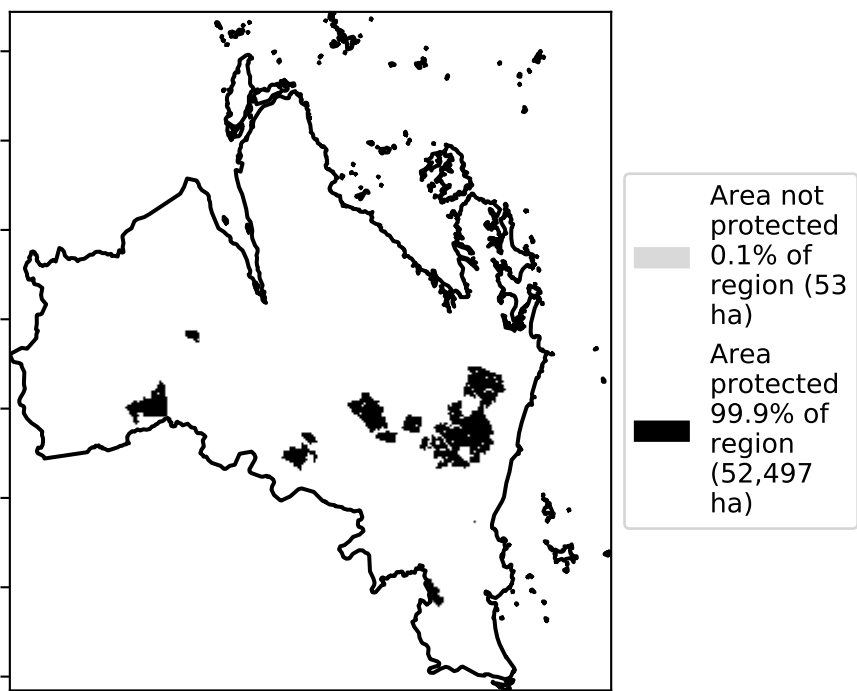 Area not
protected
0.1% of
region (53
ha)
Area
protected
99.9% of
region
(52,497
ha)